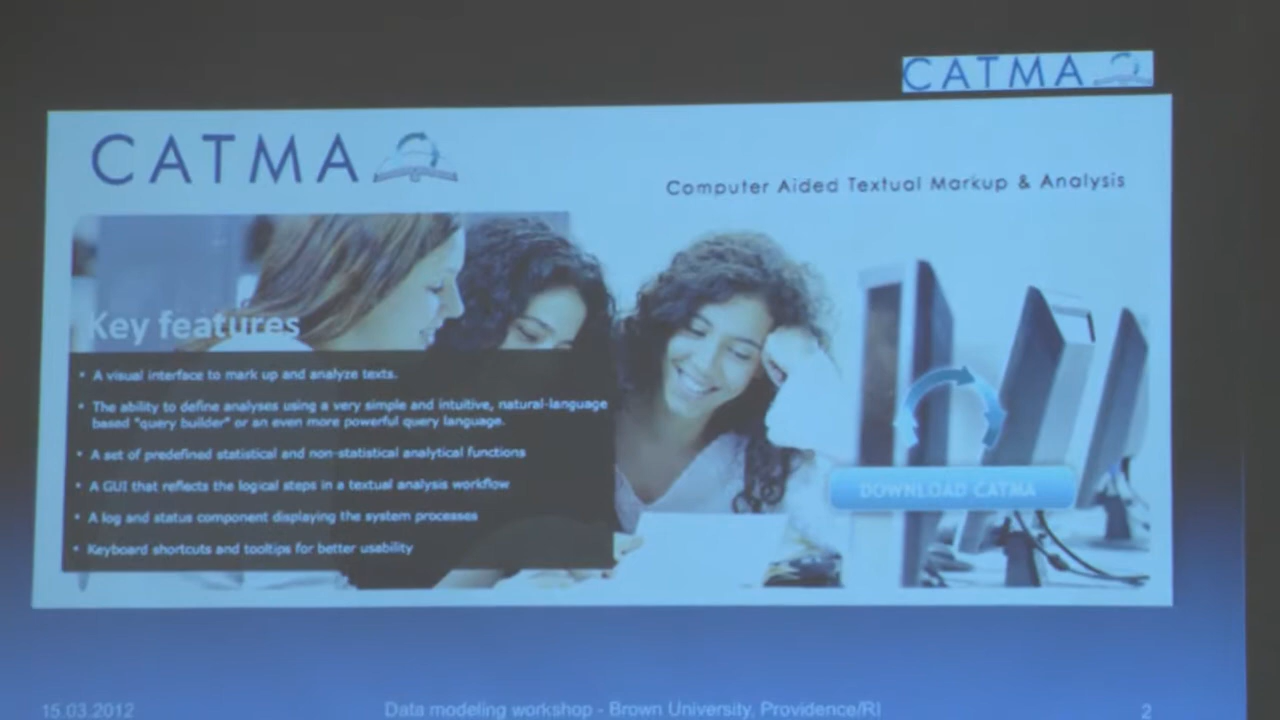 CATMA
CATMA
Computer Aided Textual Markup & Analysis
Key features
• A visual interface to mark up and analyze texts.
• The ability to define analyses using a very simple and intuitive, natural-language
based "query builder" or an even more powerful query language.
• A set of predefined statistical and non-statistical analytical functions
• A GUI that reflects the logical steps in a textual analysis workflow
• A log and status component displaying the system processes
• Keyboard shortcuts and tooltips for better usability
DOWNLOAD CATMA
15.03.2012
Data modeling workshop - Brown University, Providence/RI
2